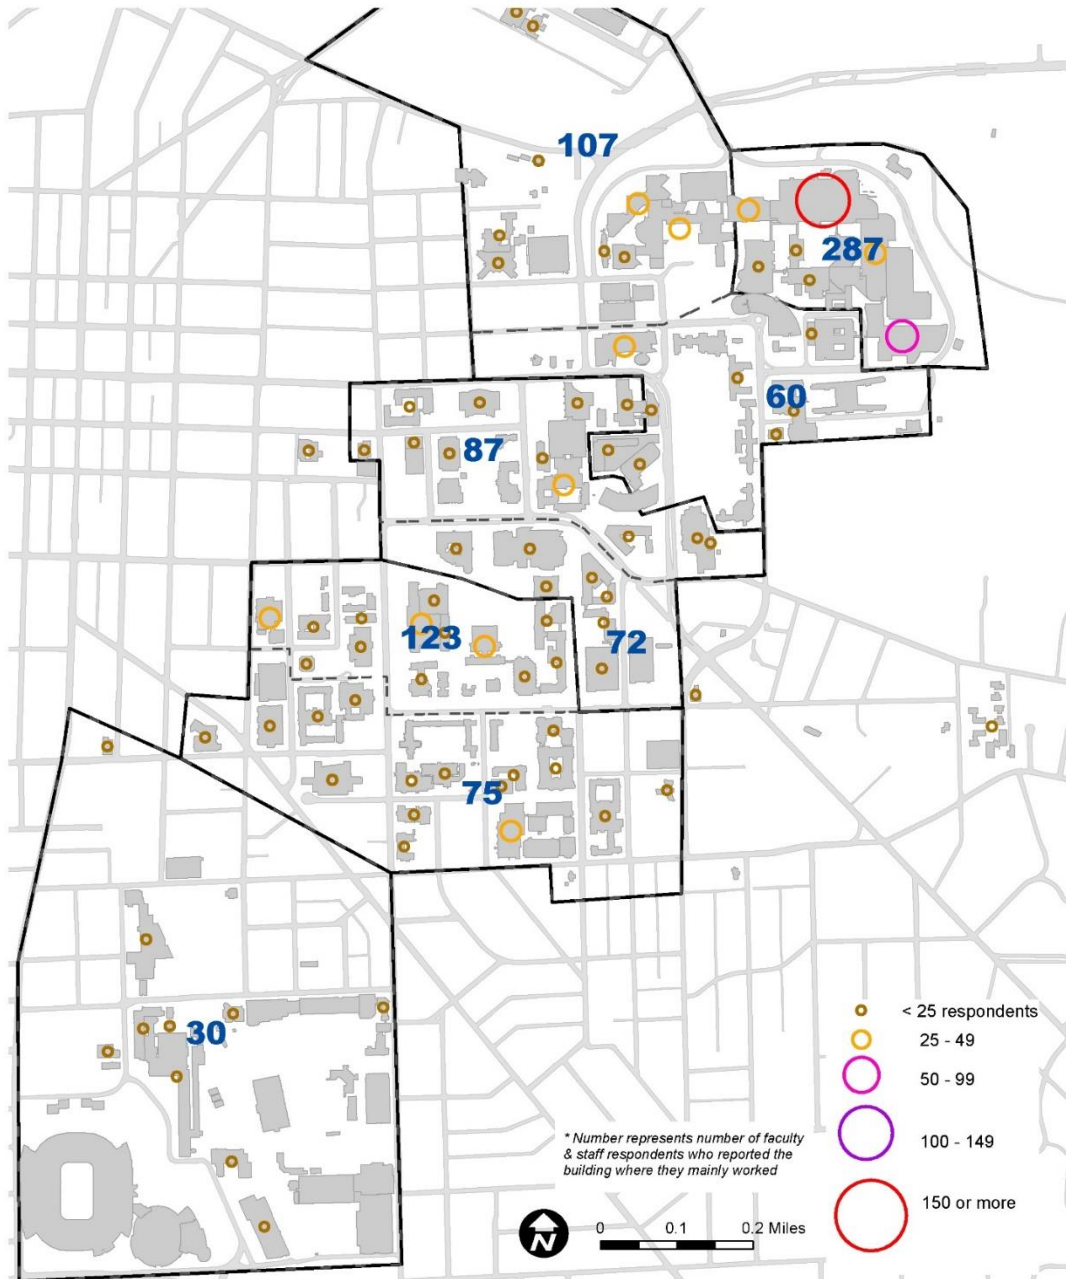 107
287
60
87
123
72
75
30
< 25 respondents
25 - 49
50 - 99
100 - 149
150 or more
* Number represents number of faculty
& staff respondents who reported the
building where they mainly worked
N
0 0.1 0.2 Miles